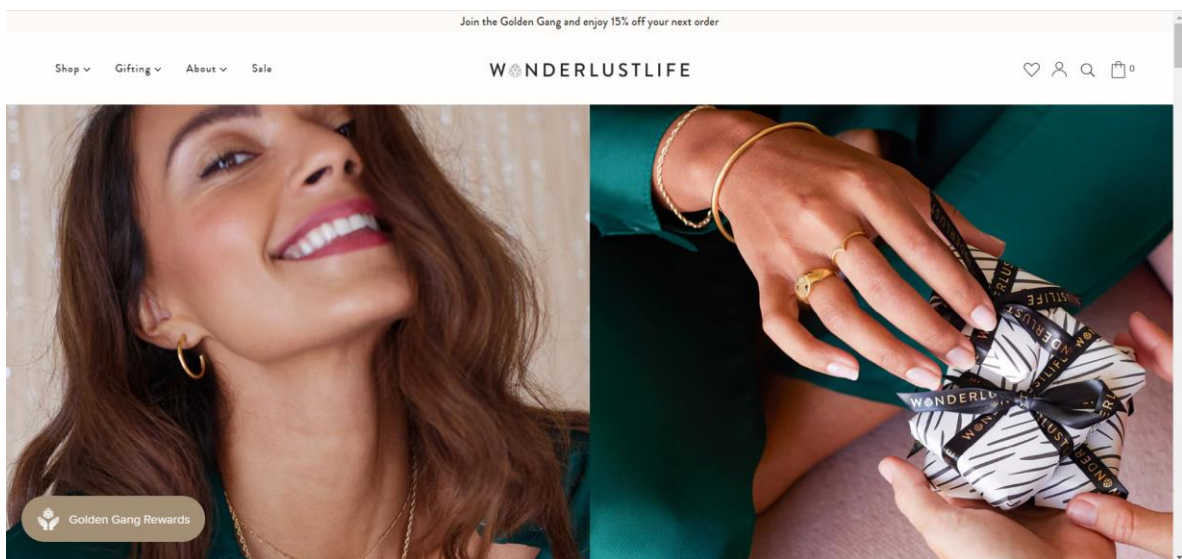 Join the Golden Gang and enjoy 15% off your next order
Shop Gifting About Sale
WONDERLUSTLIFE
0
Golden Gang Rewards
WONDERLU